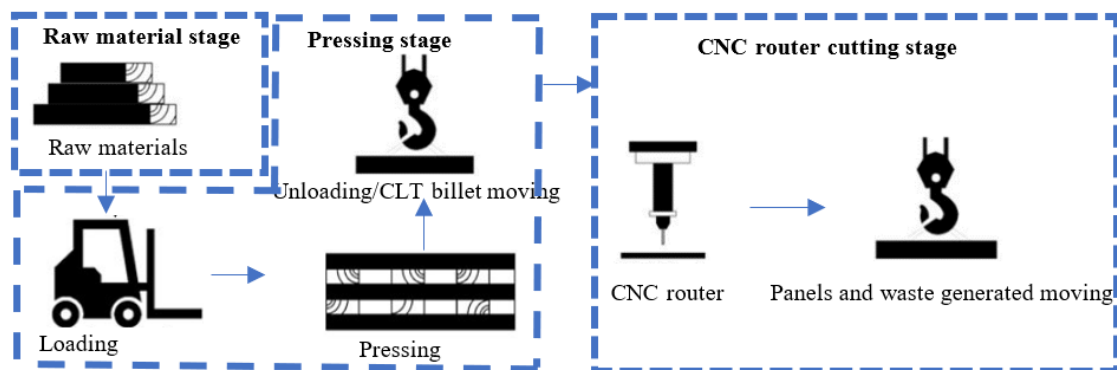 Raw material stage
Raw materials
Loading
Pressing stage
Unloading/CLT billet moving
Pressing
CNC router cutting stage
CNC router
Panels and waste generated moving